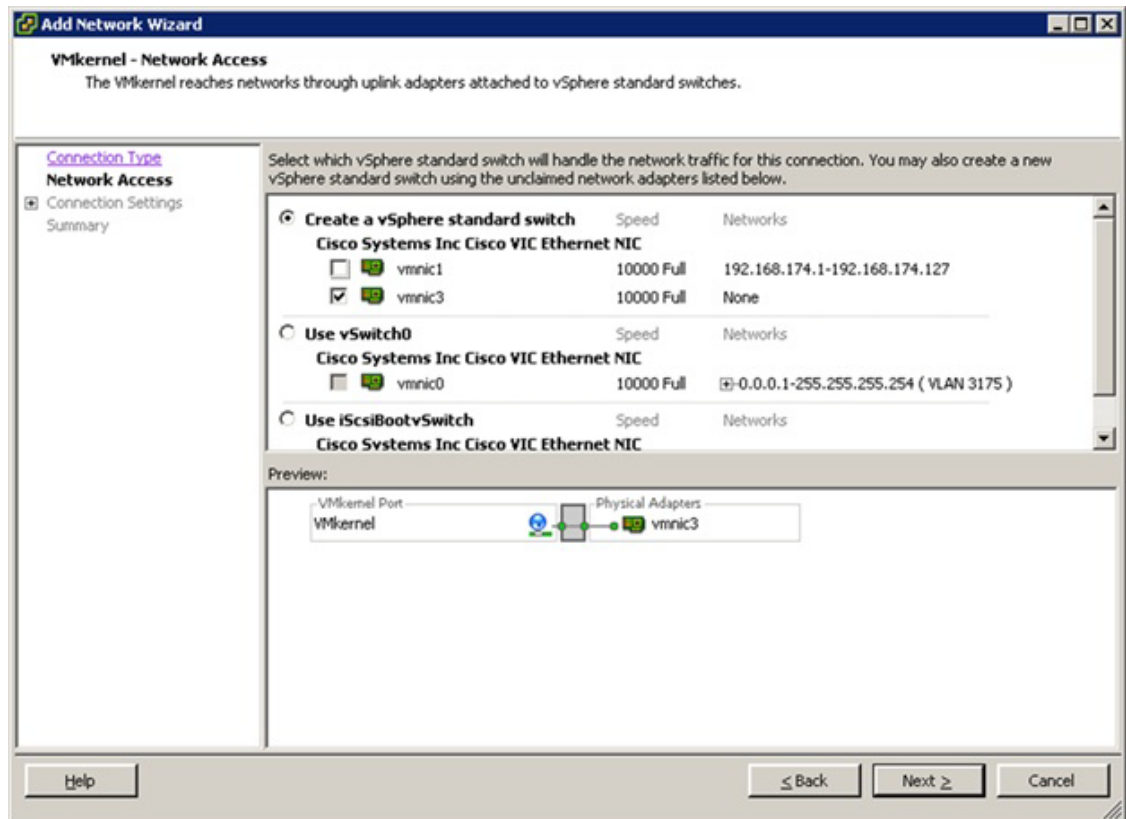 Add Network Wizard
VMkernel - Network Access
The VMkernel reaches networks through uplink adapters attached to vSphere standard switches.
Connection Type
Network Access
Connection Settings
Summary
Select which vSphere standard switch will handle the network traffic for this connection. You may also create a new
vSphere standard switch using the unclaimed network adapters listed below.
Create a vSphere standard switch Speed Networks
Cisco Systems Inc Cisco VIC Ethernet NIC
vmnic1 10000 Full 192.168.174.1-192.168.174.127
vmnic3 10000 Full None
Use vSwitch0 Speed Networks
Cisco Systems Inc Cisco VIC Ethernet NIC
vmnic0 10000 Full 0.0.0.1-255.255.255.254 ( VLAN 3175 )
Use iScsiBootvSwitch Speed Networks
Cisco Systems Inc Cisco VIC Ethernet NIC
Preview:
VMkernel Port Physical Adapters
VMkernel vmnic3
Help ≤ Back Next ≥ Cancel